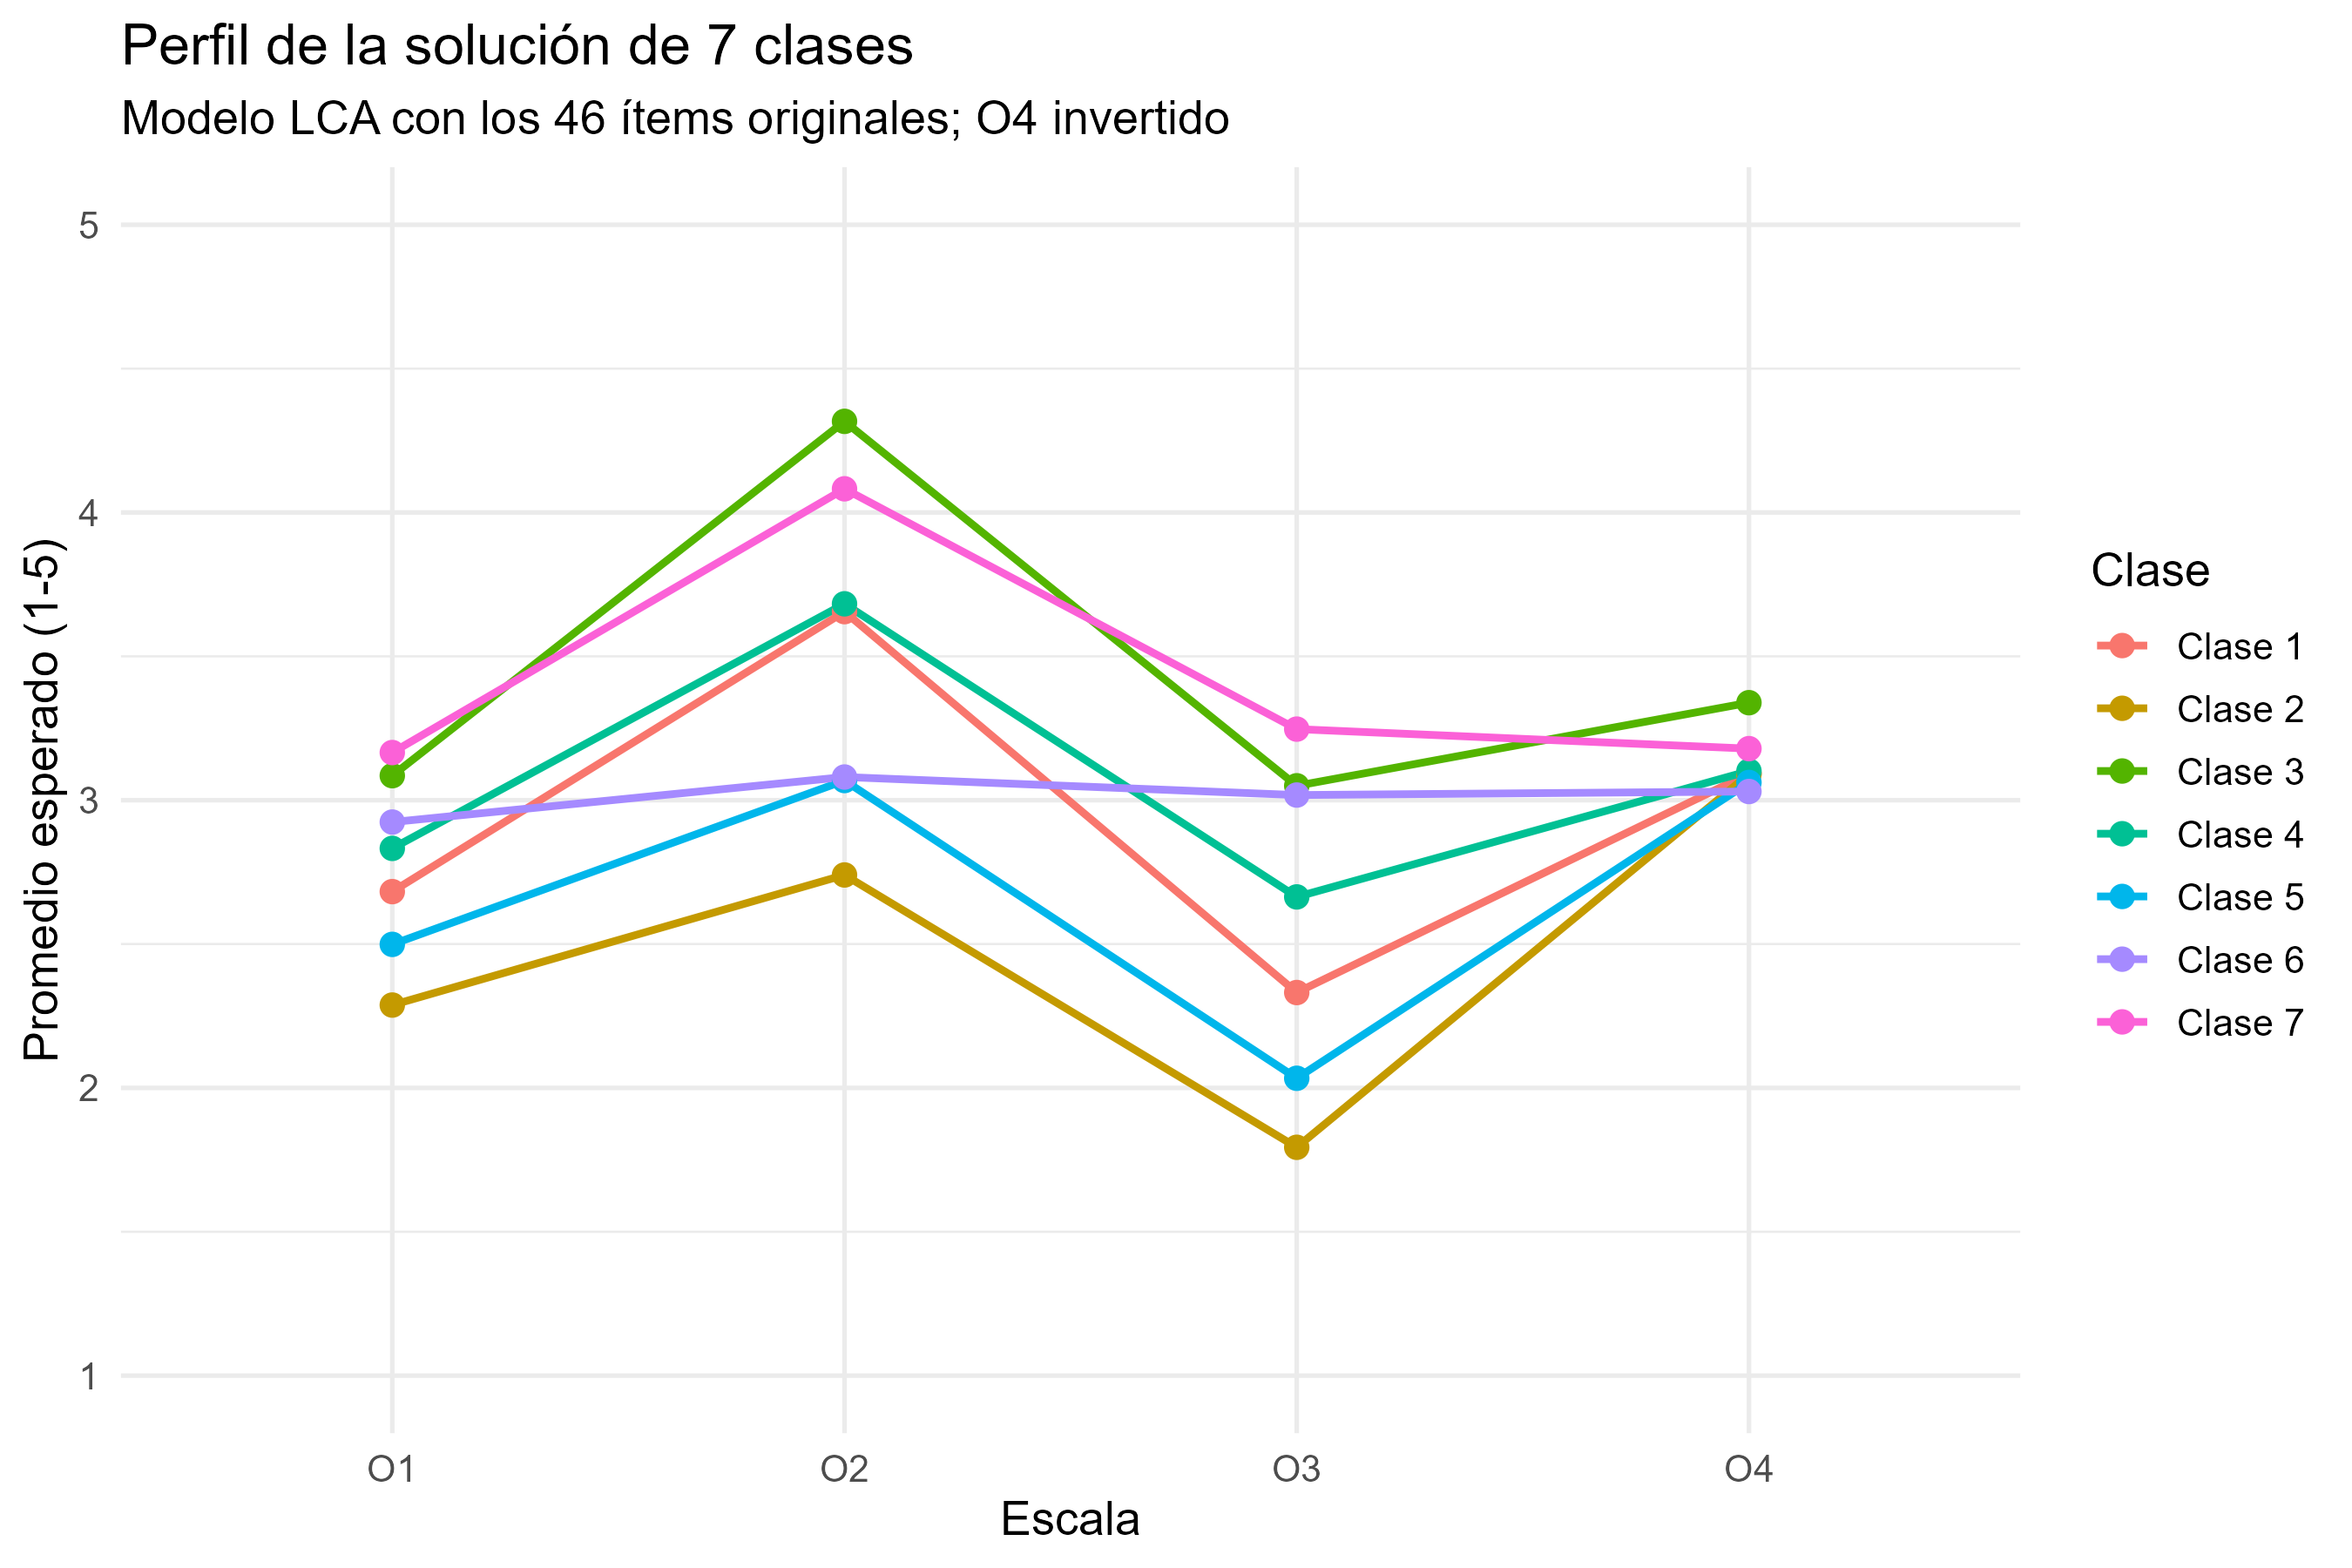 Perfil de la solución de 7 clases
Modelo LCA con los 46 ítems originales; O4 invertido
Promedio esperado (1-5)
5
4
3
2
1
O1
O2
O3
O4
Escala
Clase
Clase 1
Clase 2
Clase 3
Clase 4
Clase 5
Clase 6
Clase 7